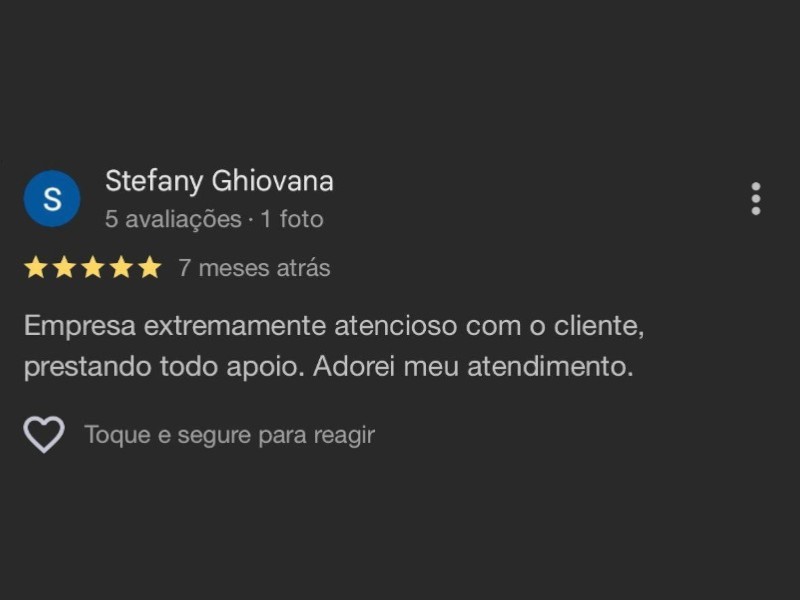 S
Stefany Ghiovana
5 avaliações · 1 foto
7 meses atrás
Empresa extremamente atencioso com o cliente,
prestando todo apoio. Adorei meu atendimento.
Toque e segure para reagir